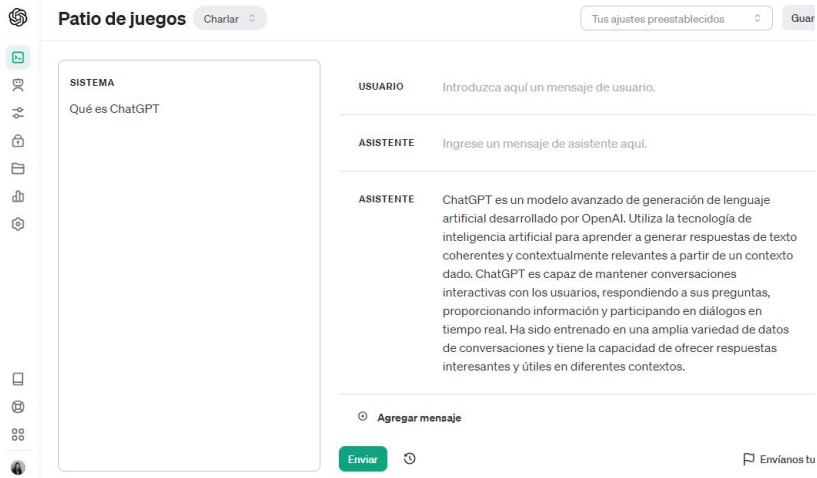 Patio de juegos Charlar
Tus ajustes preestablecidos
Guar
SISTEMA
Qué es ChatGPT
USUARIO Introduzca aquí un mensaje de usuario.
ASISTENTE Ingrese un mensaje de asistente aquí.
ASISTENTE ChatGPT es un modelo avanzado de generación de lenguaje
artificial desarrollado por OpenAI. Utiliza la tecnología de
inteligencia artificial para aprender a generar respuestas de texto
coherentes y contextualmente relevantes a partir de un contexto
dado. ChatGPT es capaz de mantener conversaciones
interactivas con los usuarios, respondiendo a sus preguntas,
proporcionando información y participando en diálogos en
tiempo real. Ha sido entrenado en una amplia variedad de datos
de conversaciones y tiene la capacidad de ofrecer respuestas
interesantes y útiles en diferentes contextos.
Agregar mensaje
Enviar
Envíanos tu